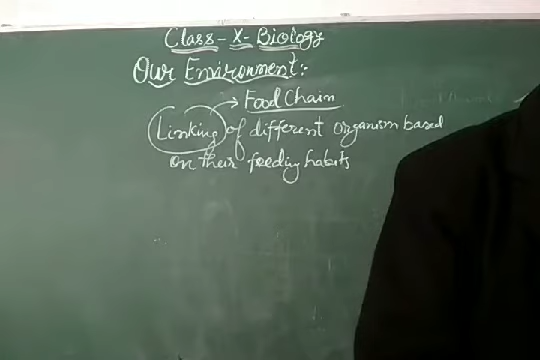 Class - X - Biology
Our Environment :-
Food Chain
Linking of different organism based
on their feeding habits